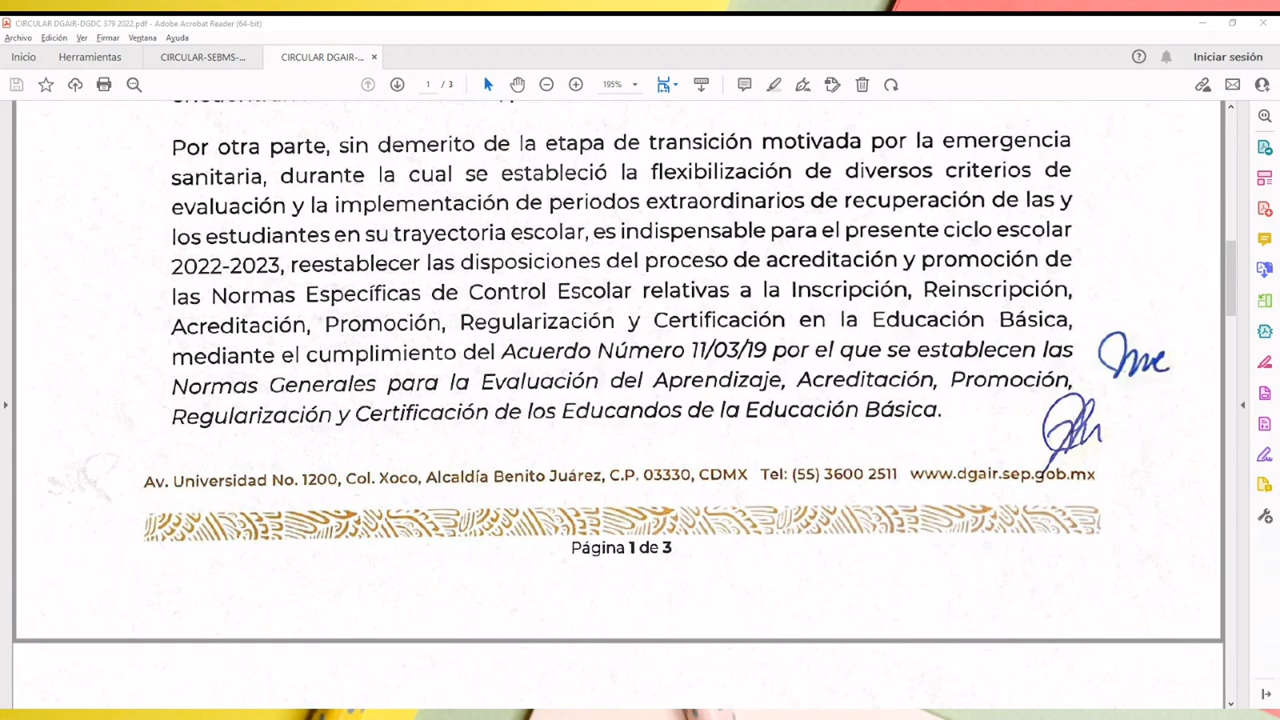 CIRCULAR DGAIR-DGDC 379 2022.pdf - Adobe Acrobat Reader (64-bit)
Archivo Edición Ver Firmar Ventana Ayuda
Inicio Herramientas CIRCULAR-SEBMS-... CIRCULAR DGAIR-... × Iniciar sesión
1 / 3 195%
Por otra parte, sin demerito de la etapa de transición motivada por la emergencia
sanitaria, durante la cual se estableció la flexibilización de diversos criterios de
evaluación y la implementación de periodos extraordinarios de recuperación de las y
los estudiantes en su trayectoria escolar, es indispensable para el presente ciclo escolar
2022-2023, reestablecer las disposiciones del proceso de acreditación y promoción de
las Normas Específicas de Control Escolar relativas a la Inscripción, Reinscripción,
Acreditación, Promoción, Regularización y Certificación en la Educación Básica,
mediante el cumplimiento del Acuerdo Número 11/03/19 por el que se establecen las
Normas Generales para la Evaluación del Aprendizaje, Acreditación, Promoción,
Regularización y Certificación de los Educandos de la Educación Básica.
Av. Universidad No. 1200, Col. Xoco, Alcaldía Benito Juárez, C.P. 03330, CDMX Tel: (55) 3600 2511 www.dgair.sep.gob.mx
Página 1 de 3